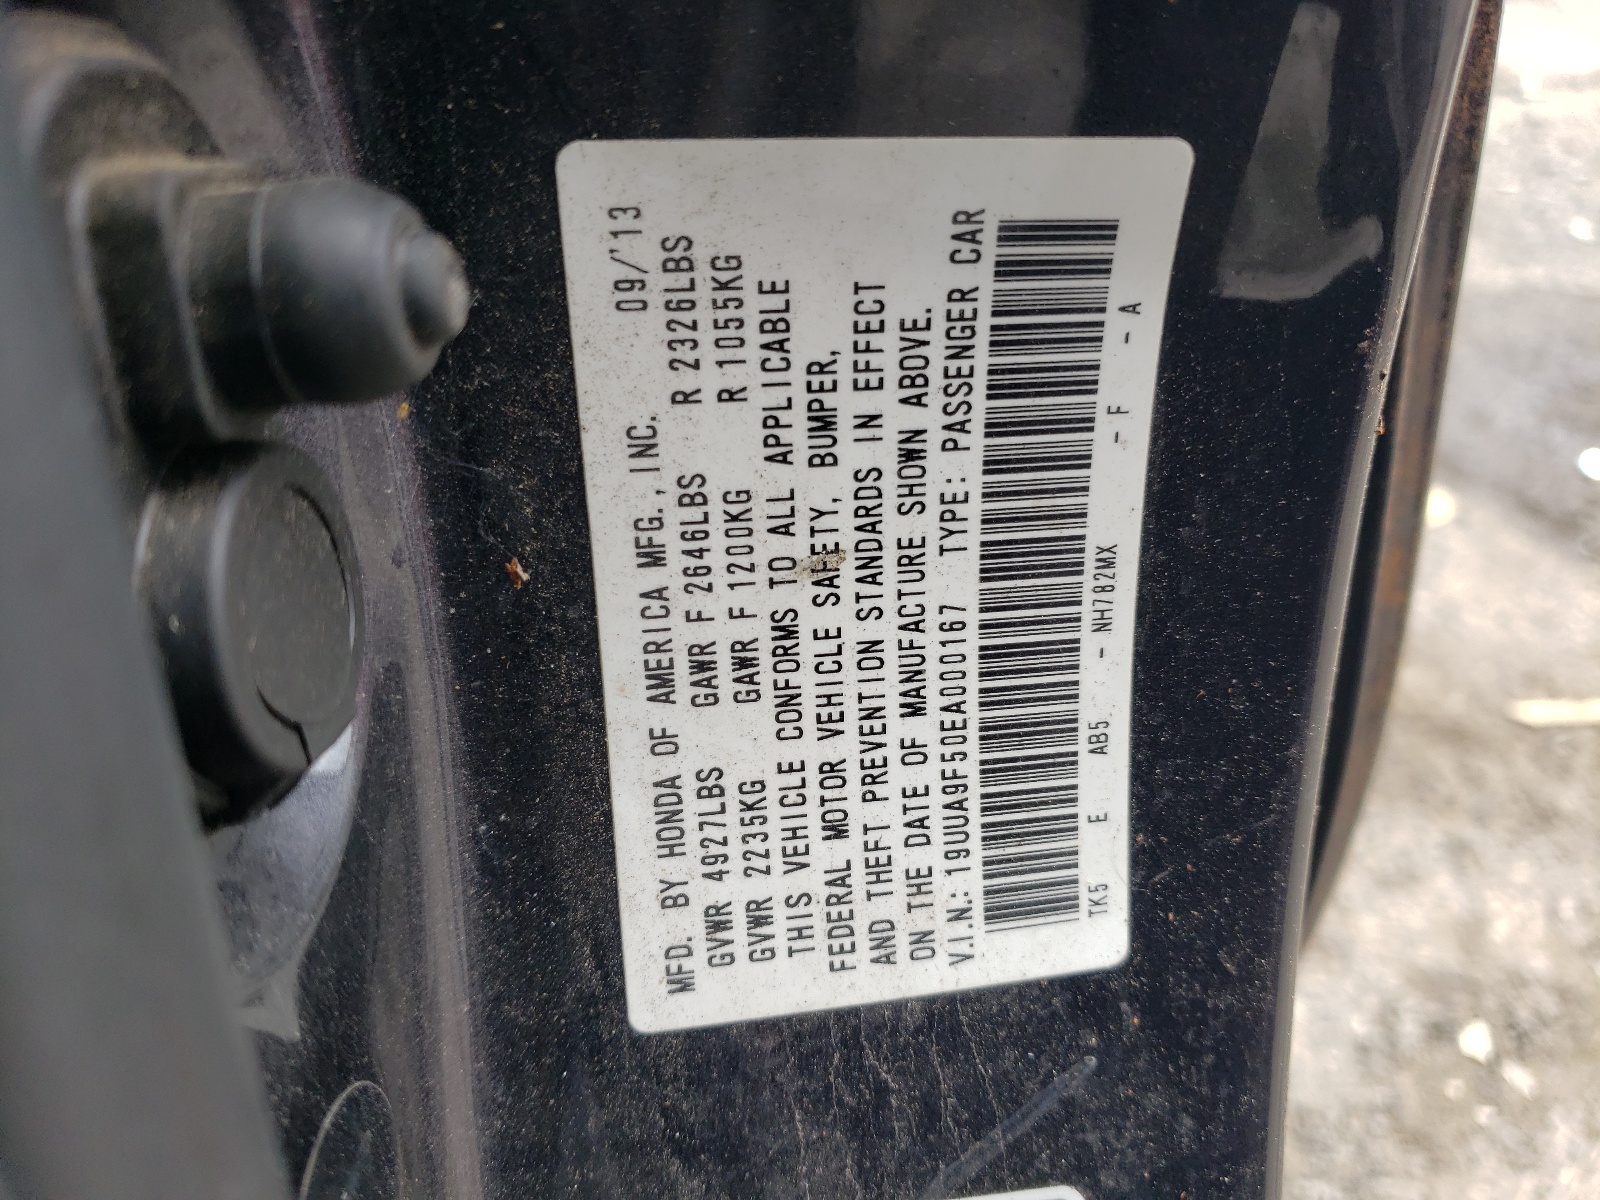 MFD. BY HONDA OF AMERICA MFG., INC. 09/'13
GVWR 4927LBS GAWR F 2646LBS R 2326LBS
GVWR 2235KG GAWR F 1200KG R 1055KG
THIS VEHICLE CONFORMS TO ALL APPLICABLE
FEDERAL MOTOR VEHICLE SAFETY, BUMPER,
AND THEFT PREVENTION STANDARDS IN EFFECT
ON THE DATE OF MANUFACTURE SHOWN ABOVE.
V.I.N.: 19UUA9F50EA000167 TYPE: PASSENGER CAR
TK5 E AB5 - NH782MX - F - A